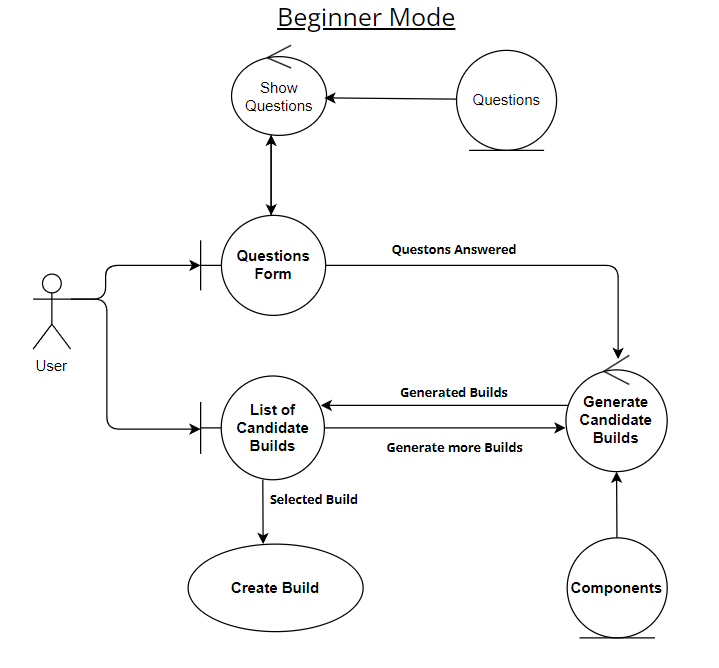 Beginner Mode
Show
Questions
Questions
Questions
Form
Questons Answered
User
Generated Builds
Generate
Candidate
Builds
List of
Candidate
Builds
Generate more Builds
Selected Build
Create Build
Components